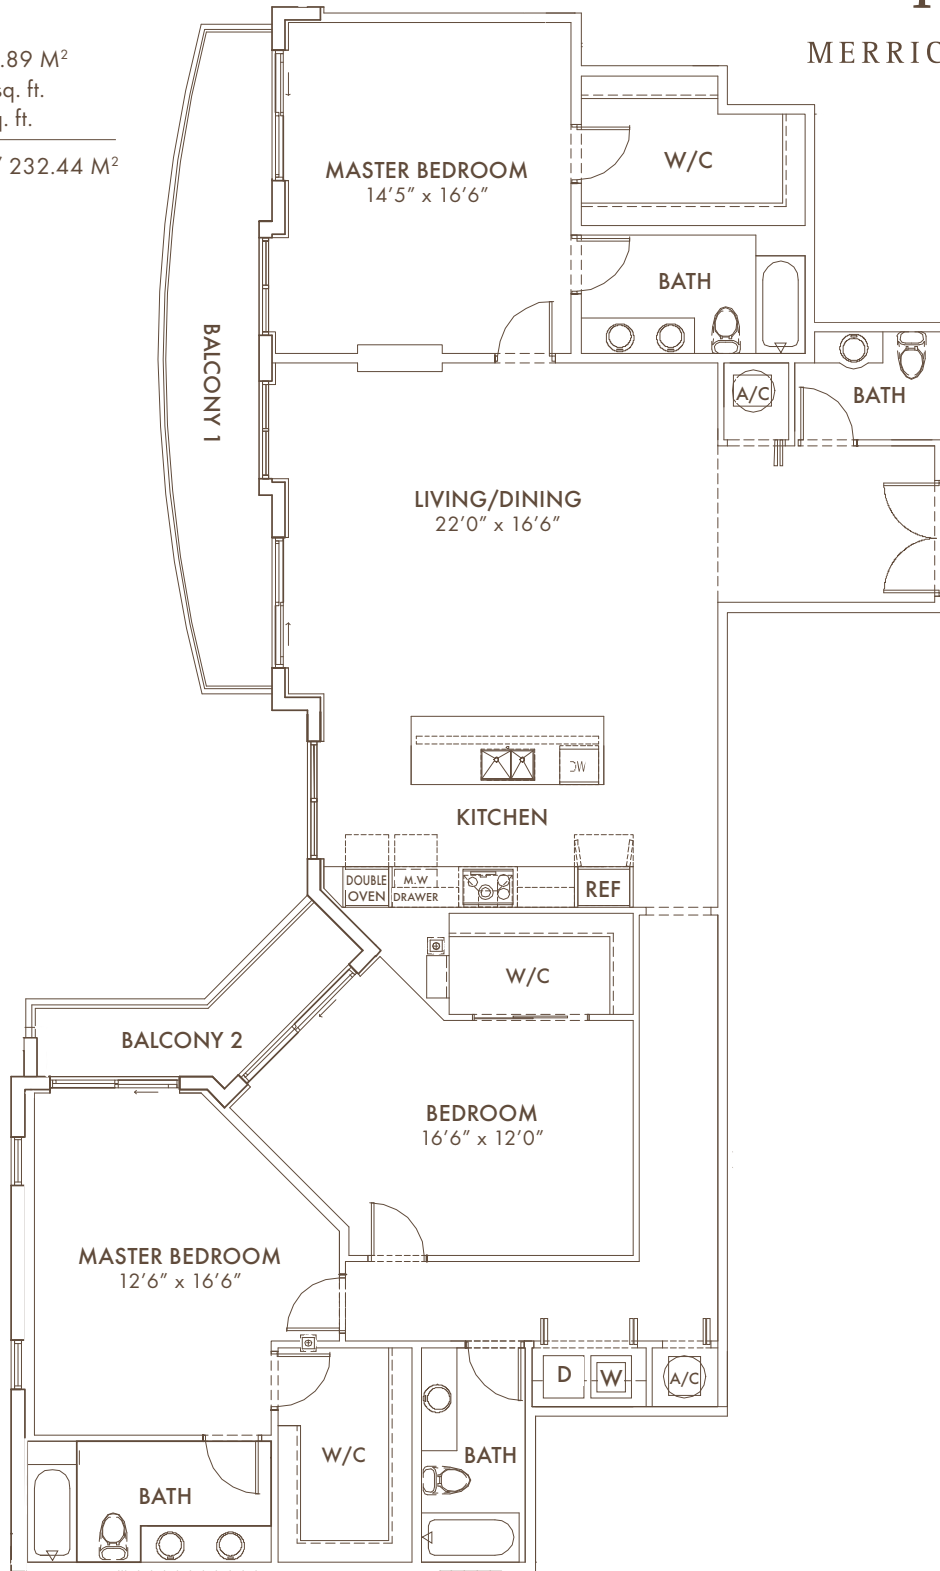 .89 M²
sq. ft.
q. ft.
/ 232.44 M²
MERRIC
MASTER BEDROOM
14'5" x 16'6"
W/C
BATH
BALCONY 1
A/C
BATH
LIVING/DINING
22'0" x 16'6"
DW
KITCHEN
DOUBLE
OVEN
M.W
DRAWER
REF
W/C
BALCONY 2
BEDROOM
16'6" x 12'0"
MASTER BEDROOM
12'6" x 16'6"
D
W
A/C
W/C
BATH
BATH